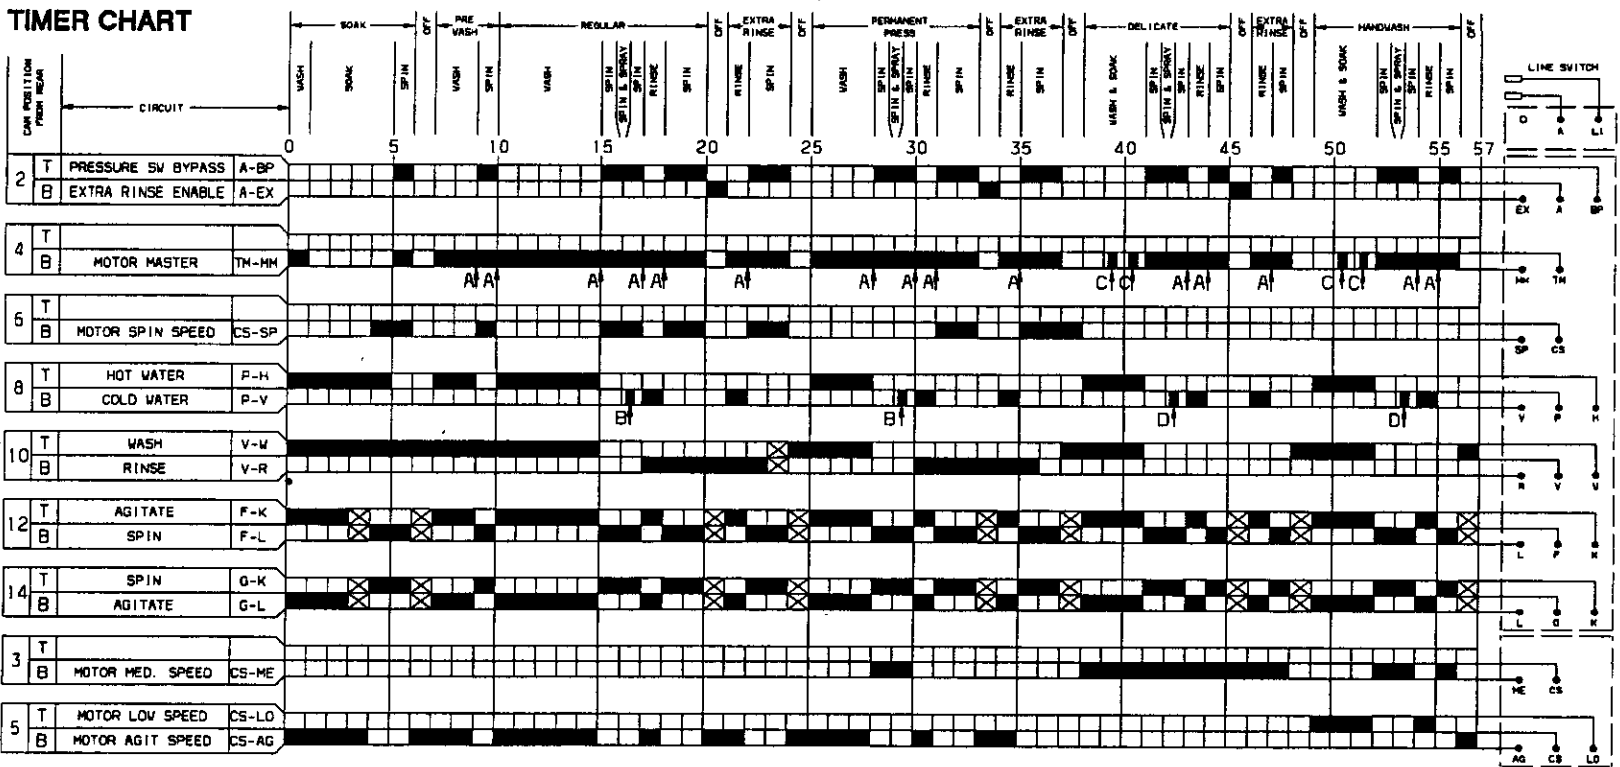 TIMER CHART
SOAK
OFF
PRE WASH
REGULAR
OFF
EXTRA RINSE
OFF
PERMANENT PRESS
OFF
EXTRA RINSE
OFF
DELICATE
OFF
EXTRA RINSE
OFF
HANDWASH
OFF
CAM POSITION FROM REAR
CIRCUIT
WASH
SOAK
SPIN
WASH
SPIN
WASH
SPIN
SPIN & SPRAY
SPIN
RINSE
SPIN
RINSE
SPIN
WASH
SPIN
SPIN & SPRAY
SPIN
RINSE
SPIN
RINSE
SPIN
WASH & SOAK
SPIN
SPIN & SPRAY
SPIN
RINSE
SPIN
RINSE
SPIN
WASH & SOAK
SPIN
SPIN & SPRAY
SPIN
RINSE
SPIN
LINE SWITCH
O A L1
0 5 10 15 20 25 30 35 40 45 50 55 57
2 T PRESSURE SW BYPASS A-BP
B EXTRA RINSE ENABLE A-EX
EX A BP
4 T
B MOTOR MASTER TM-MM
A A A A A A A A A A C C A A A C C A A
MM TM
6 T
B MOTOR SPIN SPEED CS-SP
SP CS
8 T HOT WATER P-H
B COLD WATER P-V
B B D D
V P H
10 T WASH V-W
B RINSE V-R
R V W
12 T AGITATE F-K
B SPIN F-L
L F K
14 T SPIN G-K
B AGITATE G-L
L G K
3 T
B MOTOR MED. SPEED CS-ME
ME CS
5 T MOTOR LOW SPEED CS-LO
B MOTOR AGIT SPEED CS-AG
AG CS LO